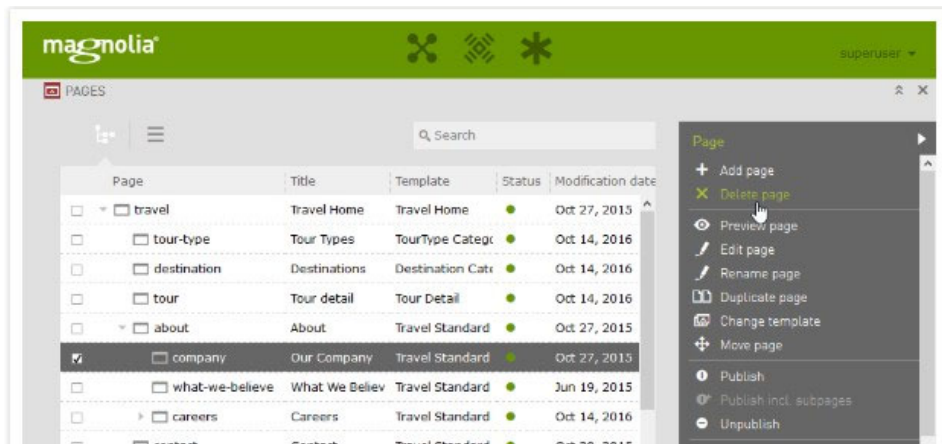 magnolia®
superuser
PAGES
Search
Page Title Template Status Modification date
travel Travel Home Travel Home Oct 27, 2015
tour-type Tour Types TourType Catego Oct 14, 2016
destination Destinations Destination Cate Oct 14, 2016
tour Tour detail Tour Detail Oct 14, 2016
about About Travel Standard Oct 27, 2015
company Our Company Travel Standard Oct 27, 2015
what-we-believe What We Believ Travel Standard Jun 19, 2015
careers Careers Travel Standard Oct 14, 2016
Page
Add page
Delete page
Preview page
Edit page
Rename page
Duplicate page
Change template
Move page
Publish
Publish incl. subpages
Unpublish